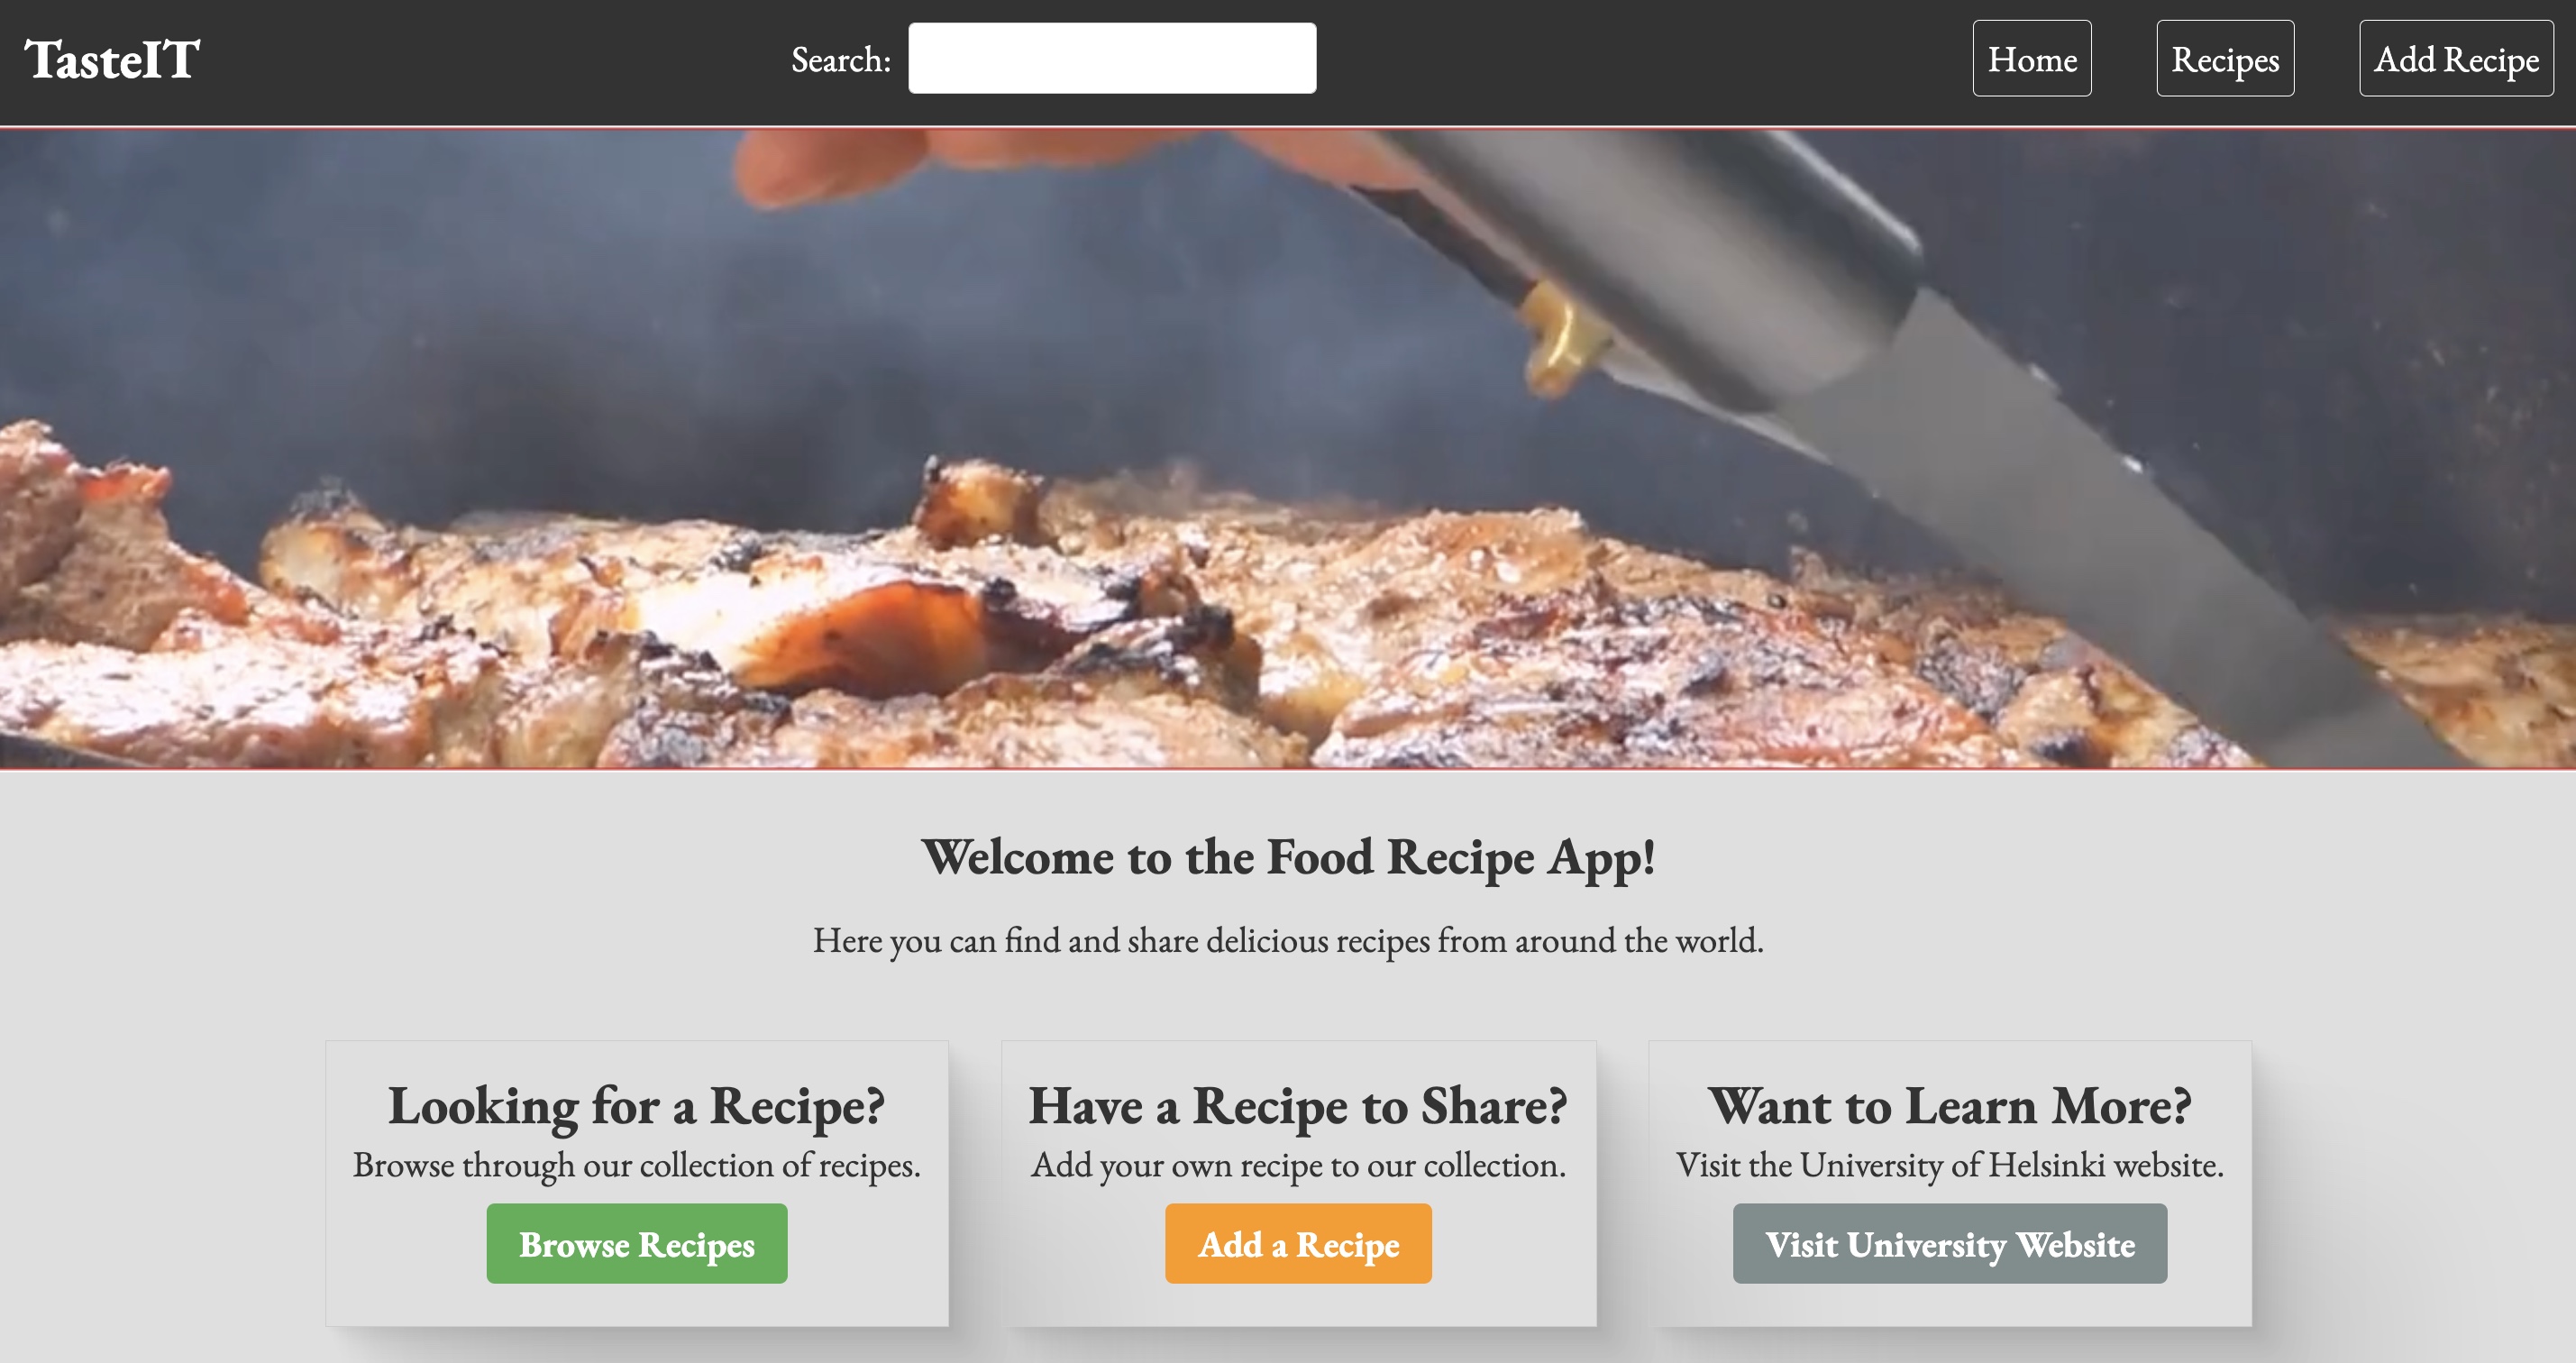 TasteIT
Search:
Home
Recipes
Add Recipe
Welcome to the Food Recipe App!
Here you can find and share delicious recipes from around the world.
Looking for a Recipe?
Browse through our collection of recipes.
Browse Recipes
Have a Recipe to Share?
Add your own recipe to our collection.
Add a Recipe
Want to Learn More?
Visit the University of Helsinki website.
Visit University Website